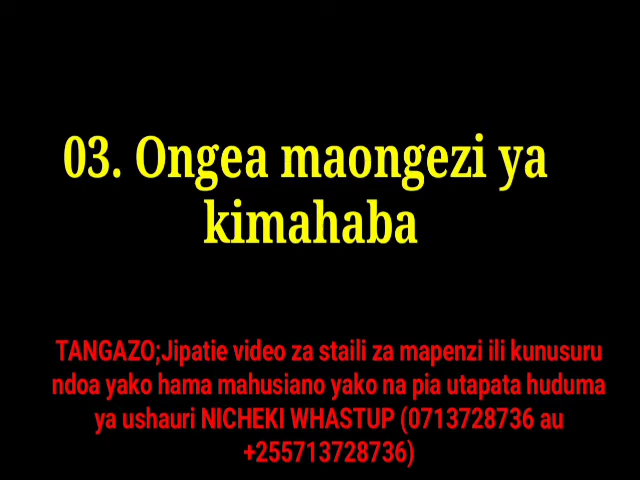 03. Ongea maongezi ya
kimahaba
TANGAZO;Jipatie video za staili za mapenzi ili kunusuru
ndoa yako hama mahusiano yako na pia utapata huduma
ya ushauri NICHEKI WHASTUP (0713728736 au
+255713728736)